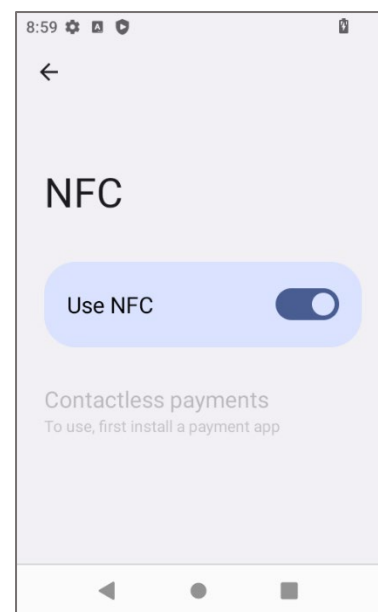 8:59
NFC
Use NFC
Contactless payments
To use, first install a payment app